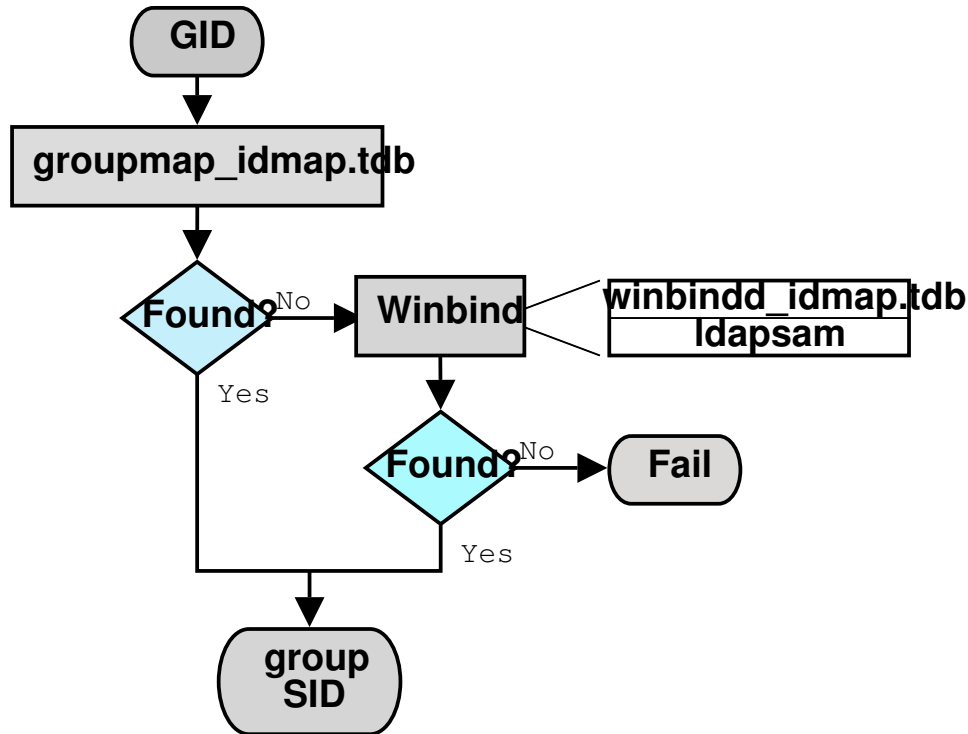 GID
groupmap_idmap.tdb
Found?
No
Winbind
winbindd_idmap.tdb
ldapsam
Yes
Found?
No
Fail
Yes
group
SID